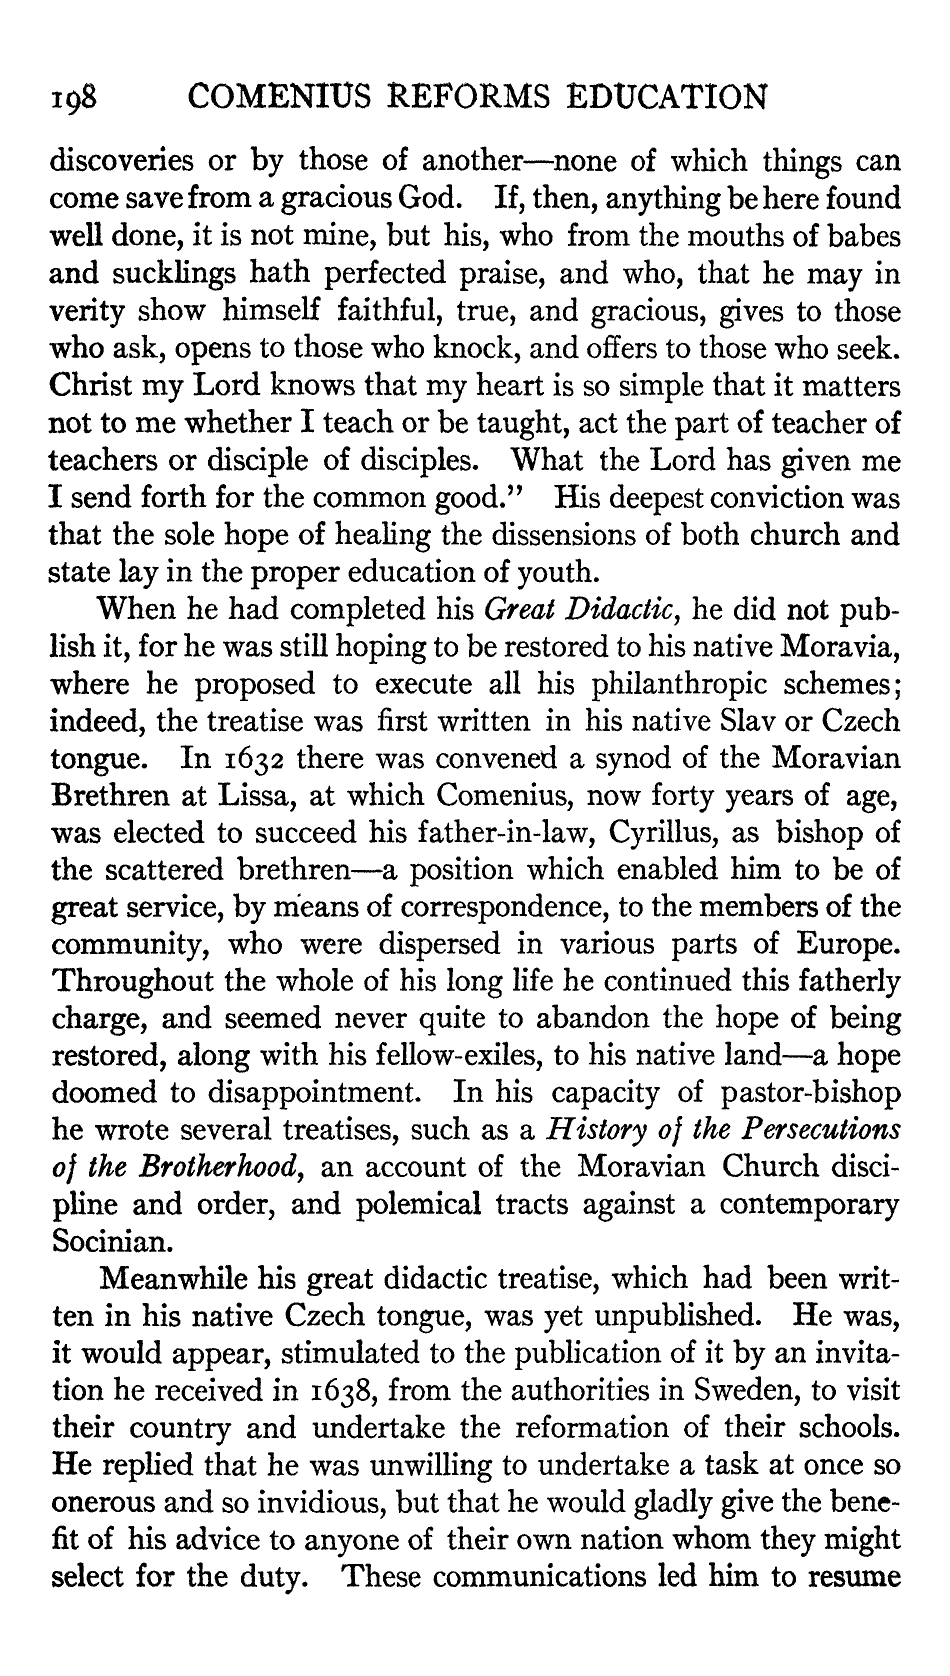 198 COMENIUS REFORMS EDUCATION
discoveries or by those of another—none of which things can
come save from a gracious God. If, then, anything be here found
well done, it is not mine, but his, who from the mouths of babes
and sucklings hath perfected praise, and who, that he may in
verity show himself faithful, true, and gracious, gives to those
who ask, opens to those who knock, and offers to those who seek.
Christ my Lord knows that my heart is so simple that it matters
not to me whether I teach or be taught, act the part of teacher of
teachers or disciple of disciples. What the Lord has given me
I send forth for the common good." His deepest conviction was
that the sole hope of healing the dissensions of both church and
state lay in the proper education of youth.
When he had completed his Great Didactic, he did not pub-
lish it, for he was still hoping to be restored to his native Moravia,
where he proposed to execute all his philanthropic schemes;
indeed, the treatise was first written in his native Slav or Czech
tongue. In 1632 there was convened a synod of the Moravian
Brethren at Lissa, at which Comenius, now forty years of age,
was elected to succeed his father-in-law, Cyrillus, as bishop of
the scattered brethren—a position which enabled him to be of
great service, by means of correspondence, to the members of the
community, who were dispersed in various parts of Europe.
Throughout the whole of his long life he continued this fatherly
charge, and seemed never quite to abandon the hope of being
restored, along with his fellow-exiles, to his native land—a hope
doomed to disappointment. In his capacity of pastor-bishop
he wrote several treatises, such as a History of the Persecutions
of the Brotherhood, an account of the Moravian Church disci-
pline and order, and polemical tracts against a contemporary
Socinian.
Meanwhile his great didactic treatise, which had been writ-
ten in his native Czech tongue, was yet unpublished. He was,
it would appear, stimulated to the publication of it by an invita-
tion he received in 1638, from the authorities in Sweden, to visit
their country and undertake the reformation of their schools.
He replied that he was unwilling to undertake a task at once so
onerous and so invidious, but that he would gladly give the bene-
fit of his advice to anyone of their own nation whom they might
select for the duty. These communications led him to resume